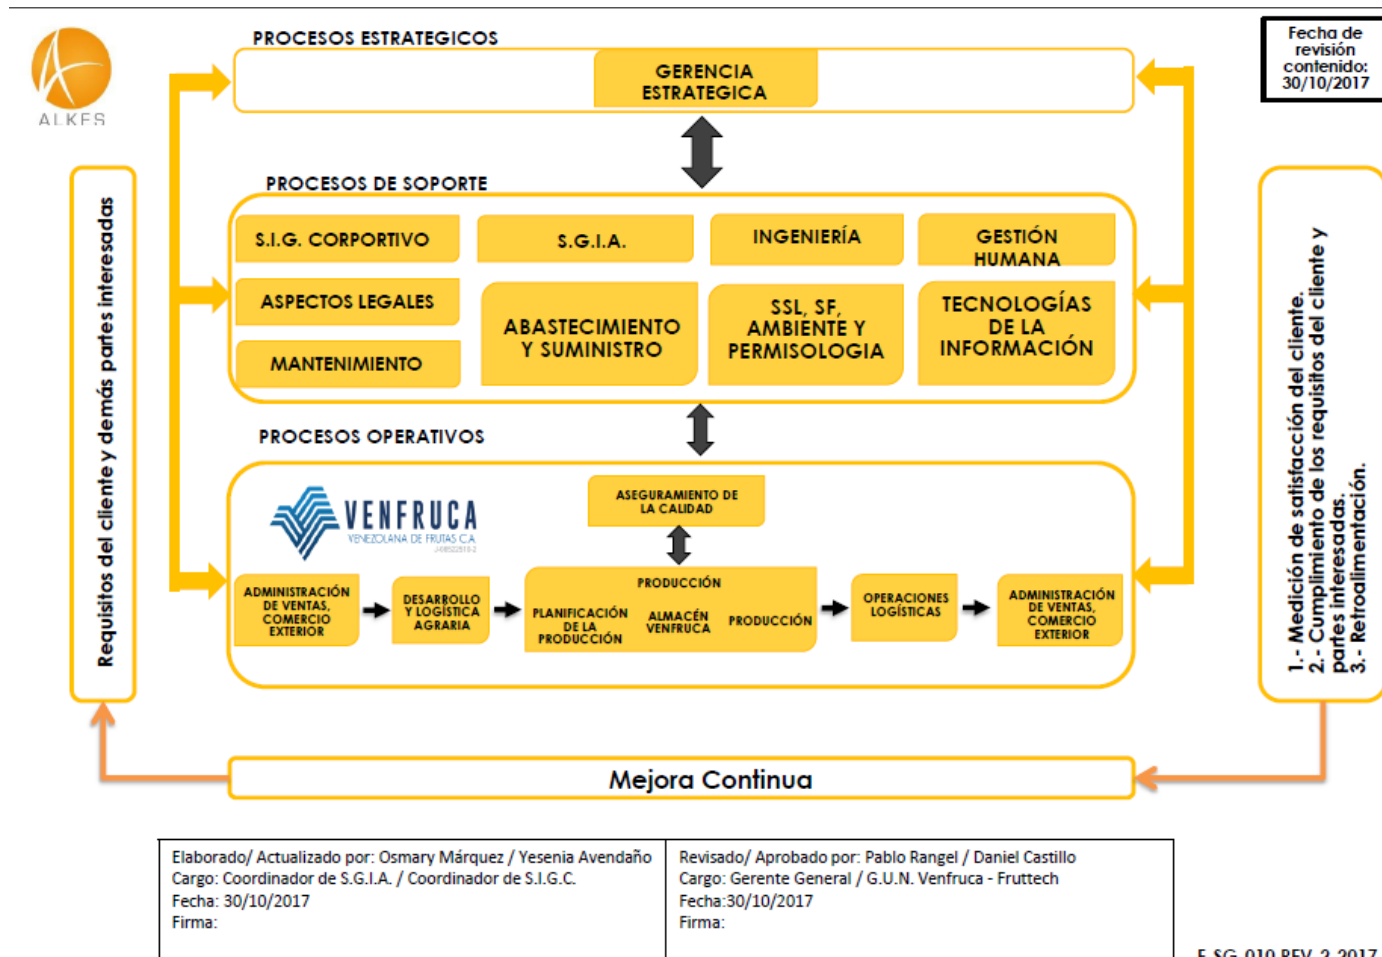 ALKES
PROCESOS ESTRATEGICOS
GERENCIA
ESTRATEGICA
Fecha de
revisión
contenido:
30/10/2017
Requisitos del cliente y demás partes interesadas
PROCESOS DE SOPORTE
S.I.G. CORPORTIVO
S.G.I.A.
INGENIERÍA
GESTIÓN
HUMANA
ASPECTOS LEGALES
ABASTECIMIENTO
Y SUMINISTRO
SSL, SF,
AMBIENTE Y
PERMISOLOGIA
TECNOLOGÍAS
DE LA
INFORMACIÓN
MANTENIMIENTO
PROCESOS OPERATIVOS
VENFRUCA
VENEZOLANA DE FRUTAS C.A.
ASEGURAMIENTO DE
LA CALIDAD
ADMINISTRACIÓN
DE VENTAS,
COMERCIO
EXTERIOR
DESARROLLO
Y LOGÍSTICA
AGRARIA
PRODUCCIÓN
PLANIFICACIÓN
DE LA
PRODUCCIÓN
ALMACÉN
VENFRUCA
PRODUCCIÓN
OPERACIONES
LOGÍSTICAS
ADMINISTRACIÓN
DE VENTAS,
COMERCIO
EXTERIOR
1.- Medición de satisfacción del cliente.
2.- Cumplimiento de los requisitos del cliente y
partes interesadas.
3.- Retroalimentación.
Mejora Continua
Elaborado/ Actualizado por: Osmary Márquez / Yesenia Avendaño
Cargo: Coordinador de S.G.I.A. / Coordinador de S.I.G.C.
Fecha: 30/10/2017
Firma:
Revisado/ Aprobado por: Pablo Rangel / Daniel Castillo
Cargo: Gerente General / G.U.N. Venfruca - Fruttech
Fecha:30/10/2017
Firma:
F-SG-010 REV. 2-2017